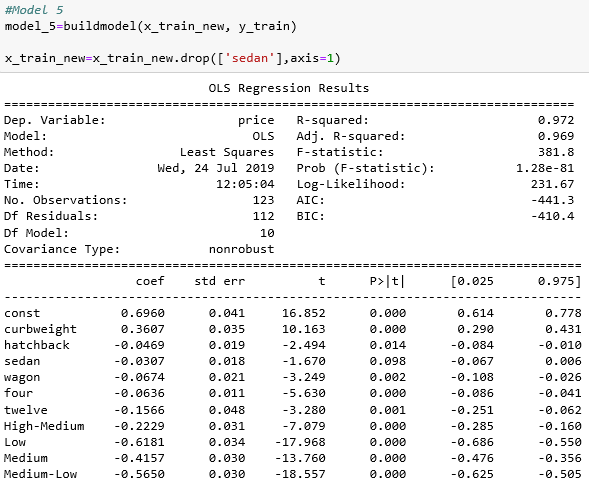 #Model 5
model_5=buildmodel(x_train_new, y_train)
x_train_new=x_train_new.drop(['sedan'],axis=1)
OLS Regression Results
==============================================================================
Dep. Variable: price R-squared: 0.972
Model: OLS Adj. R-squared: 0.969
Method: Least Squares F-statistic: 381.8
Date: Wed, 24 Jul 2019 Prob (F-statistic): 1.28e-81
Time: 12:05:04 Log-Likelihood: 231.67
No. Observations: 123 AIC: -441.3
Df Residuals: 112 BIC: -410.4
Df Model: 10
Covariance Type: nonrobust
===============================================================================
coef std err t P>|t| [0.025 0.975]
-------------------------------------------------------------------------------
const 0.6960 0.041 16.852 0.000 0.614 0.778
curbweight 0.3607 0.035 10.163 0.000 0.290 0.431
hatchback -0.0469 0.019 -2.494 0.014 -0.084 -0.010
sedan -0.0307 0.018 -1.670 0.098 -0.067 0.006
wagon -0.0674 0.021 -3.249 0.002 -0.108 -0.026
four -0.0636 0.011 -5.630 0.000 -0.086 -0.041
twelve -0.1566 0.048 -3.280 0.001 -0.251 -0.062
High-Medium -0.2229 0.031 -7.079 0.000 -0.285 -0.160
Low -0.6181 0.034 -17.968 0.000 -0.686 -0.550
Medium -0.4157 0.030 -13.760 0.000 -0.476 -0.356
Medium-Low -0.5650 0.030 -18.557 0.000 -0.625 -0.505